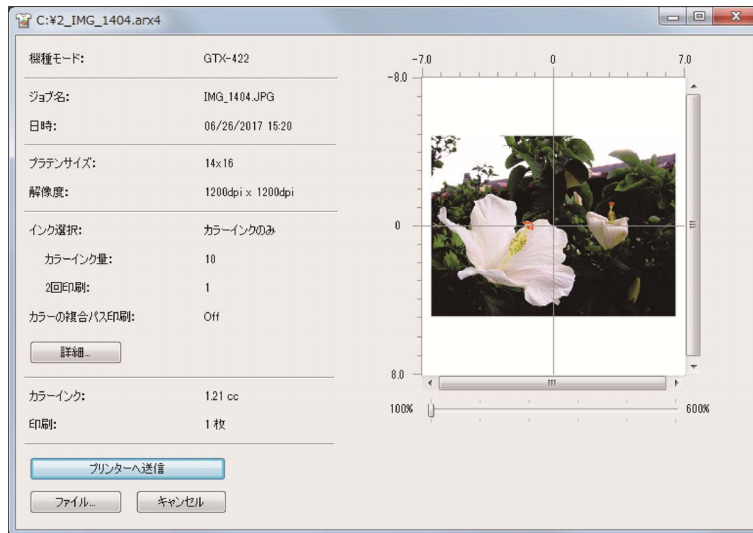 C:¥2_IMG_1404.arx4
機種モード: GTX-422
ジョブ名: IMG_1404.JPG
日時: 06/26/2017 15:20
プラテンサイズ: 14x16
解像度: 1200dpi x 1200dpi
インク選択: カラーインクのみ
カラーインク量: 10
2回印刷: 1
カラーの複合パス印刷: Off
詳細...
カラーインク: 1.21 cc
印刷: 1 枚
プリンターへ送信
ファイル... キャンセル
-7.0 0 7.0
-8.0
0
8.0
100% 600%